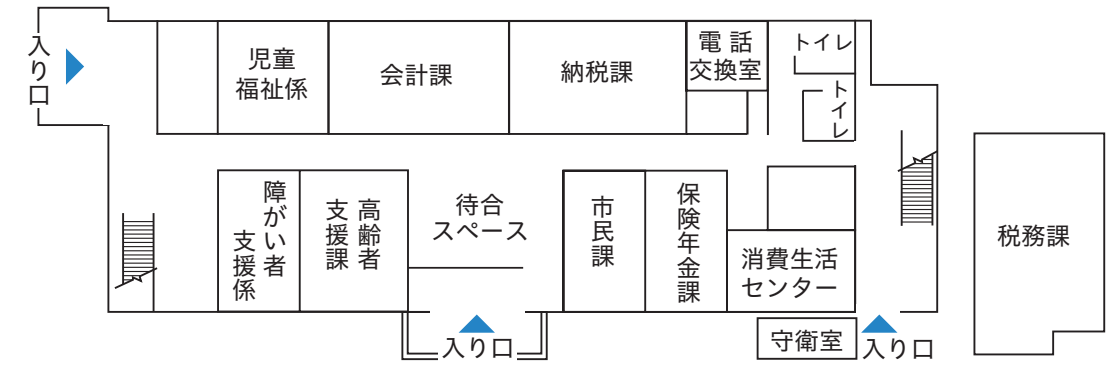 入り口
児童
福祉係
会計課
納税課
電話
交換室
トイレ
トイレ
障がい者
支援係
高齢者
支援課
待合
スペース
市民課
保険年金課
消費生活
センター
税務課
入り口
守衛室
入り口